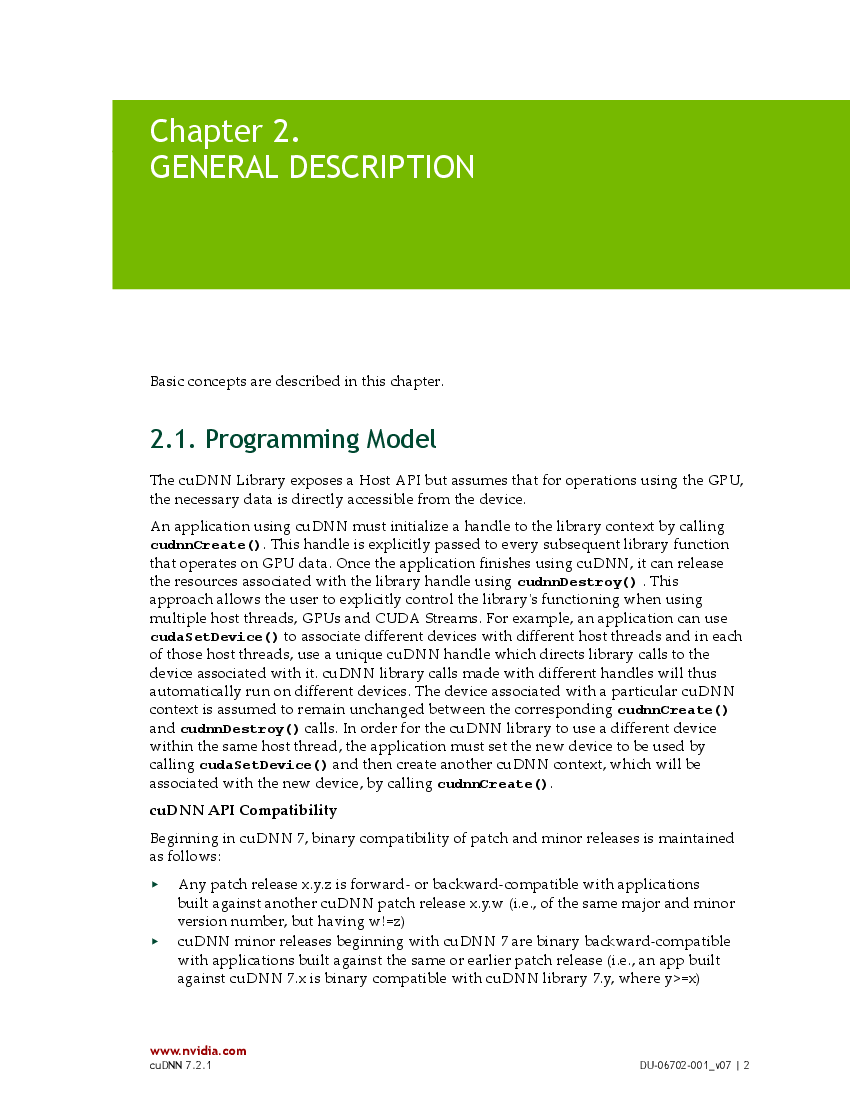 Chapter 2.
GENERAL DESCRIPTION
Basic concepts are described in this chapter.
2.1. Programming Model
The cuDNN Library exposes a Host API but assumes that for operations using the GPU,
the necessary data is directly accessible from the device.
An application using cuDNN must initialize a handle to the library context by calling
cudnnCreate(). This handle is explicitly passed to every subsequent library function
that operates on GPU data. Once the application finishes using cuDNN, it can release
the resources associated with the library handle using cudnnDestroy() . This
approach allows the user to explicitly control the library's functioning when using
multiple host threads, GPUs and CUDA Streams. For example, an application can use
cudaSetDevice() to associate different devices with different host threads and in each
of those host threads, use a unique cuDNN handle which directs library calls to the
device associated with it. cuDNN library calls made with different handles will thus
automatically run on different devices. The device associated with a particular cuDNN
context is assumed to remain unchanged between the corresponding cudnnCreate()
and cudnnDestroy() calls. In order for the cuDNN library to use a different device
within the same host thread, the application must set the new device to be used by
calling cudaSetDevice() and then create another cuDNN context, which will be
associated with the new device, by calling cudnnCreate().
cuDNN API Compatibility
Beginning in cuDNN 7, binary compatibility of patch and minor releases is maintained
as follows:
▸ Any patch release x.y.z is forward- or backward-compatible with applications
built against another cuDNN patch release x.y.w (i.e., of the same major and minor
version number, but having w!=z)
▸ cuDNN minor releases beginning with cuDNN 7 are binary backward-compatible
with applications built against the same or earlier patch release (i.e., an app built
against cuDNN 7.x is binary compatible with cuDNN library 7.y, where y>=x)
www.nvidia.com
cuDNN 7.2.1 DU-06702-001_v07 | 2